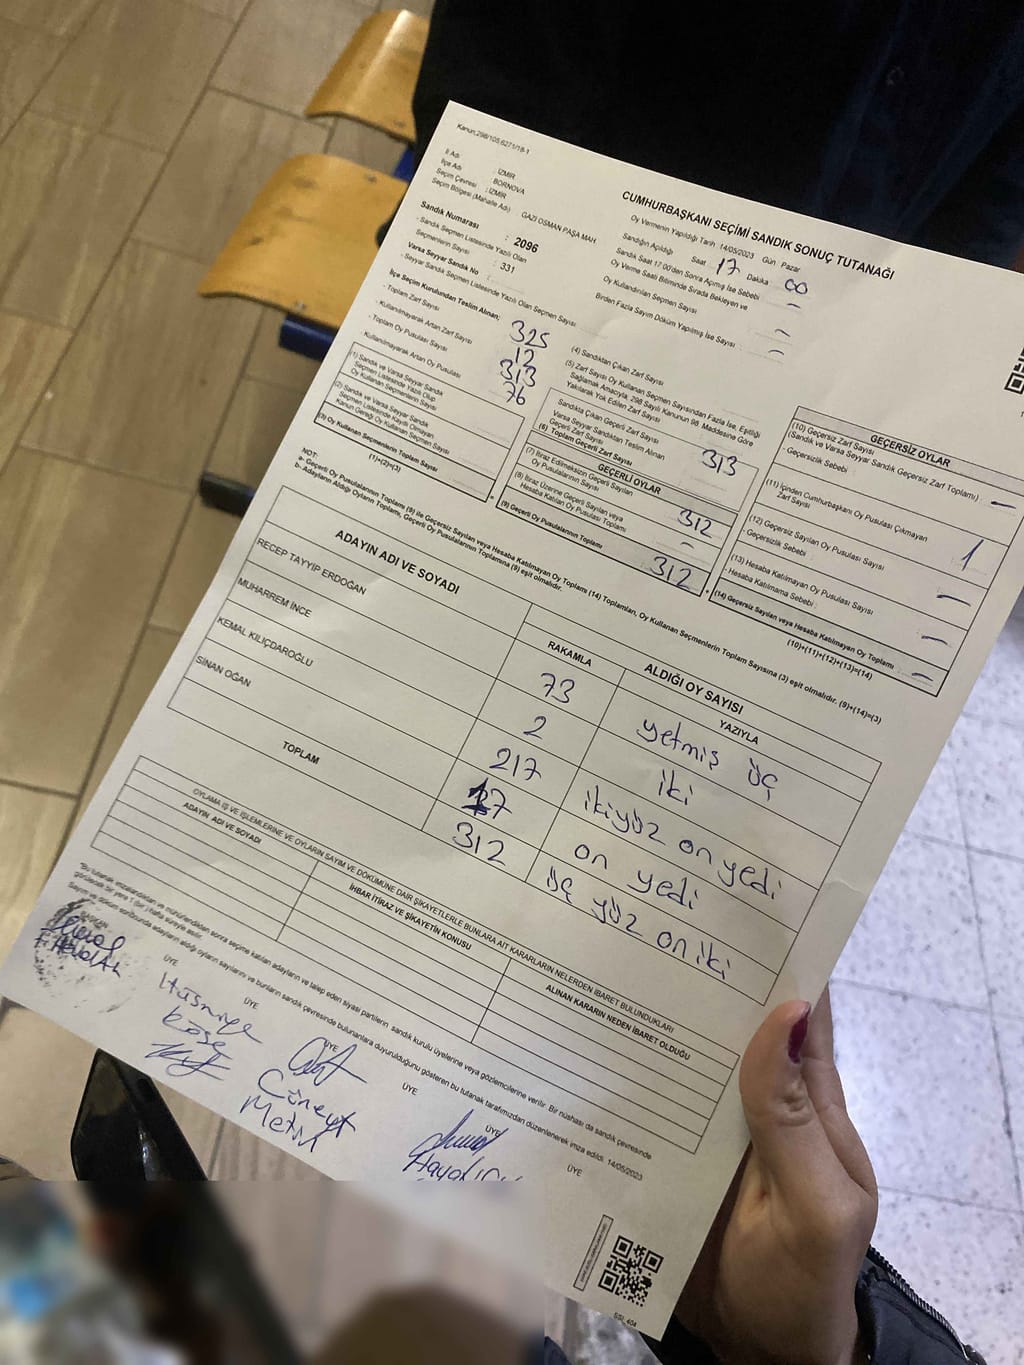 Kanun:298/105,6271/18-1
CUMHURBAŞKANI SEÇİMİ SANDIK SONUÇ TUTANAĞI
İl Adı : İZMİR
İlçe Adı : BORNOVA
Seçim Çevresi : İZMİR
Seçim Bölgesi (Mahalle Adı) GAZİ OSMAN PAŞA MAH
Sandık Numarası : 2096
- Sandık Seçmen Listesinde Yazılı Olan
Seçmenlerin Sayısı : 331
Varsa Seyyar Sandık No :
- Seyyar Sandık Seçmen Listesinde Yazılı Olan Seçmen Sayısı
Oy Vermenin Yapıldığı Tarih :14/05/2023 Gün Pazar
Sandığın Açıldığı Saat 17 Dakika 00
Sandık Saat 17:00'den Sonra Açılmış İse Sebebi –
Oy Verme Saati Bitiminde Sırada Bekleyen ve
Oy Kullandırılan Seçmen Sayısı –
Birden Fazla Sayım Döküm Yapılmış İse Sayısı : –
İlçe Seçim Kurulundan Teslim Alınan;
- Toplam Zarf Sayısı 325
- Kullanılmayarak Artan Zarf Sayısı 12
- Toplam Oy Pusulası Sayısı 313
- Kullanılmayarak Artan Oy Pusulası 76
(1) Sandık ve Varsa Seyyar Sandık
Seçmen Listesinde Yazılı Olup
Oy Kullanan Seçmenlerin Sayısı
(2) Sandık ve Varsa Seyyar Sandık
Seçmen Listesinde Kaydı Olmayan
Kanun Gereği Oy Kullanan Seçmen Sayısı
(3) Oy Kullanan Seçmenlerin Toplam Sayısı
(1)+(2)=(3)
(4) Sandıktan Çıkan Zarf Sayısı
(5) Zarf Sayısı Oy Kullanan Seçmen Sayısından Fazla İse, Eşitliği
Sağlamak Amacıyla, 298 Sayılı Kanunun 98. Maddesine Göre
Yakılarak Yok Edilen Zarf Sayısı
Sandıkta Çıkan Geçerli Zarf Sayısı
Varsa Seyyar Sandıktan Teslim Alınan
Geçerli Zarf Sayısı
(6) Toplam Geçerli Zarf Sayısı 313
GEÇERLİ OYLAR
(7) İtiraz Edilmeksizin Geçerli Sayılan
Oy Pusulalarının Sayısı 312
(8) İtiraz Üzerine Geçerli Sayılan veya
Hesaba Katılan Oy Pusulası Toplamı –
(9) Geçerli Oy Pusulalarının Toplamı 312
GEÇERSİZ OYLAR
(10) Geçersiz Zarf Sayısı
(Sandık ve Varsa Seyyar Sandık Geçersiz Zarf Toplamı) –
- Geçersizlik Sebebi
(11) İçinden Cumhurbaşkanı Oy Pusulası Çıkmayan
Zarf Sayısı 1
(12) Geçersiz Sayılan Oy Pusulası Sayısı –
- Geçersizlik Sebebi
(13) Hesaba Katılmayan Oy Pusulası Sayısı –
- Hesaba Katılmama Sebebi :
(14) Geçersiz Sayılan veya Hesaba Katılmayan Oy Toplamı : –
(10)+(11)+(12)+(13)=(14)
NOT:
a- Geçerli Oy Pusulalarının Toplamı (9) ile Geçersiz Sayılan veya Hesaba Katılmayan Oy Toplamı (14) Toplamları, Oy Kullanan Seçmenlerin Toplam Sayısına (3) eşit olmalıdır. (9)+(14)=(3)
b- Adayların Aldığı Oyların Toplamı, Geçerli Oy Pusulalarının Toplamına (9) eşit olmalıdır.
ADAYIN ADI VE SOYADI ALDIĞI OY SAYISI
RAKAMLA YAZIYLA
RECEP TAYYİP ERDOĞAN 73 yetmiş üç
MUHARREM İNCE 2 iki
KEMAL KILIÇDAROĞLU 217 ikiyüz on yedi
SİNAN OĞAN 17 on yedi
TOPLAM 312 üç yüz on iki
OYLAMA İŞ VE İŞLEMLERİNE VE OYLARIN SAYIM VE DÖKÜMÜNE DAİR ŞİKAYETLERLE BUNLARA AİT KARARLARIN NELERDEN İBARET BULUNDUKLARI
ADAYIN ADI VE SOYADI İHBAR İTİRAZ VE ŞİKAYETİN KONUSU ALINAN KARARIN NEDEN İBARET OLDUĞU
"Bu tutanak imzalandıktan ve mühürlendikten sonra seçime katılan adayların ve talep eden siyasi partilerin sandık kurulu üyelerine veya gözlemcilerine verilir. Bir nüshası da sandık çevresinde
görülecek bir yere 1 (bir) hafta süreyle asılır.
Sayım ve döküm sonrasında adayların aldığı oyların sayılarını ve bunların sandık çevresinde bulunanlara duyurulduğunu gösteren bu tutanak tarafımızdan düzenlenerek imza edildi. 14/05/2023
BAŞKAN ÜYE ÜYE ÜYE ÜYE ÜYE ÜYE
Hüsniye
Köse
Cüneyt
Metin
SSİ, 404